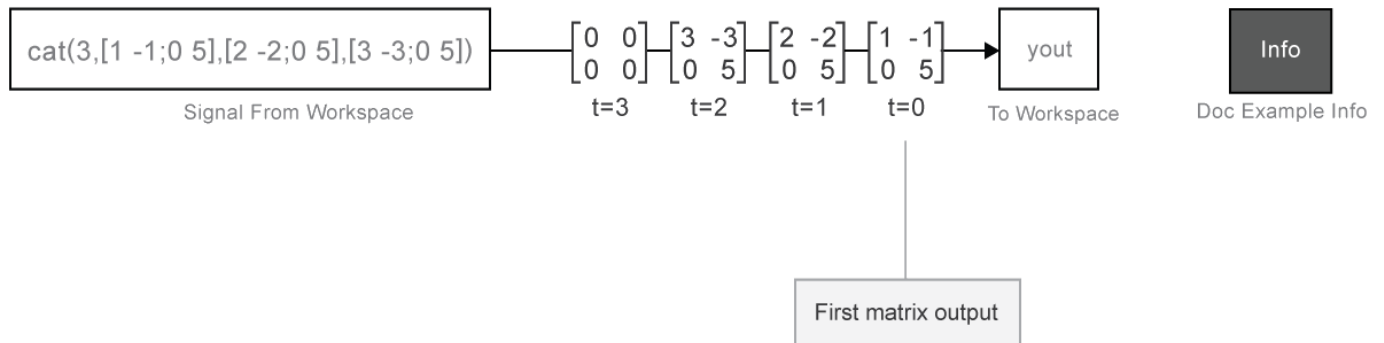 cat(3,[1 -1;0 5],[2 -2;0 5],[3 -3;0 5])
Signal From Workspace
0 0
0 0
t=3
3 -3
0 5
t=2
2 -2
0 5
t=1
1 -1
0 5
t=0
yout
To Workspace
Info
Doc Example Info
First matrix output